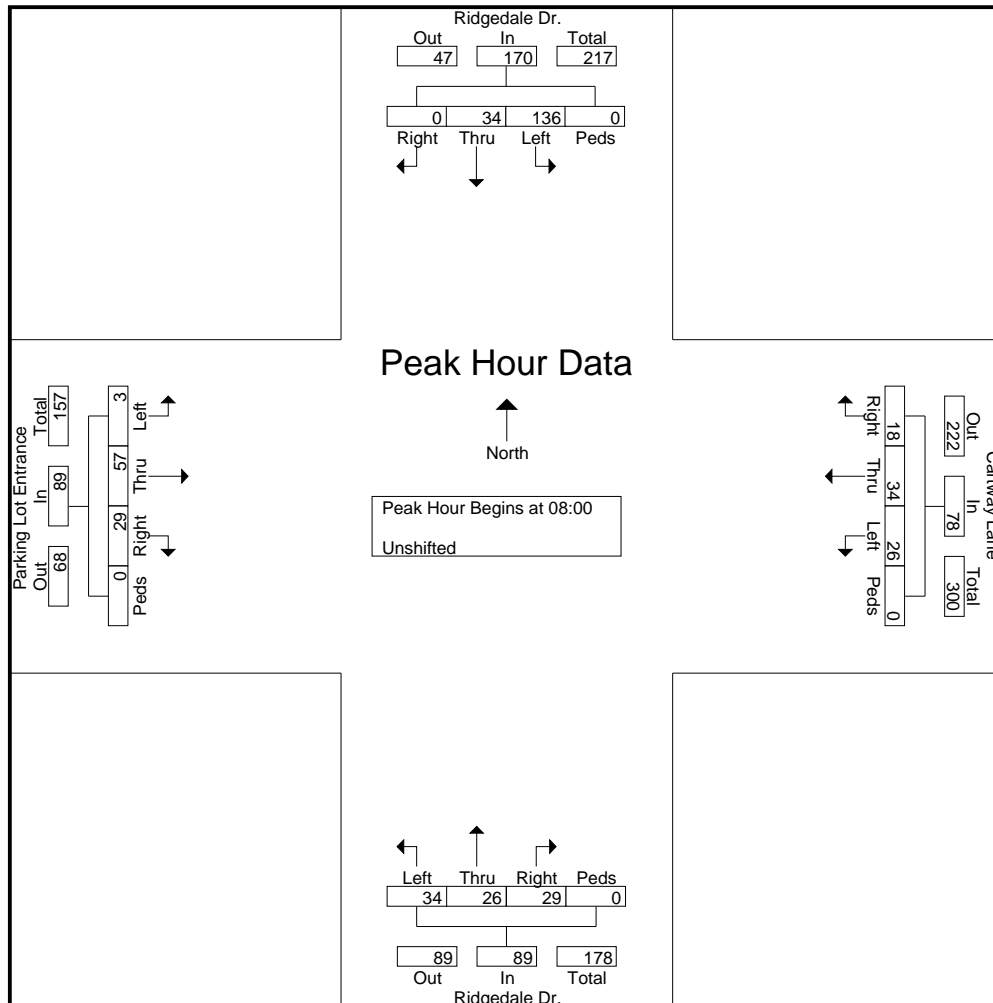 Ridgedale Dr.
Out In Total
47 170 217
0 34 136 0
Right Thru Left Peds
Peak Hour Data
North
Peak Hour Begins at 08:00
Unshifted
Parking Lot Entrance
Out In Total
68 89 157
Left Thru Right Peds
3 57 29 0
Cartway Lane
Out In Total
222 78 300
Right Thru Left Peds
18 34 26 0
Left Thru Right Peds
34 26 29 0
89 89 178
Out In Total
Ridgedale Dr.